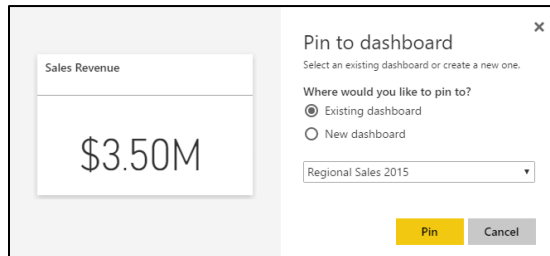 Sales Revenue
$3.50M
Pin to dashboard
Select an existing dashboard or create a new one.
Where would you like to pin to?
Existing dashboard
New dashboard
Regional Sales 2015
Pin
Cancel